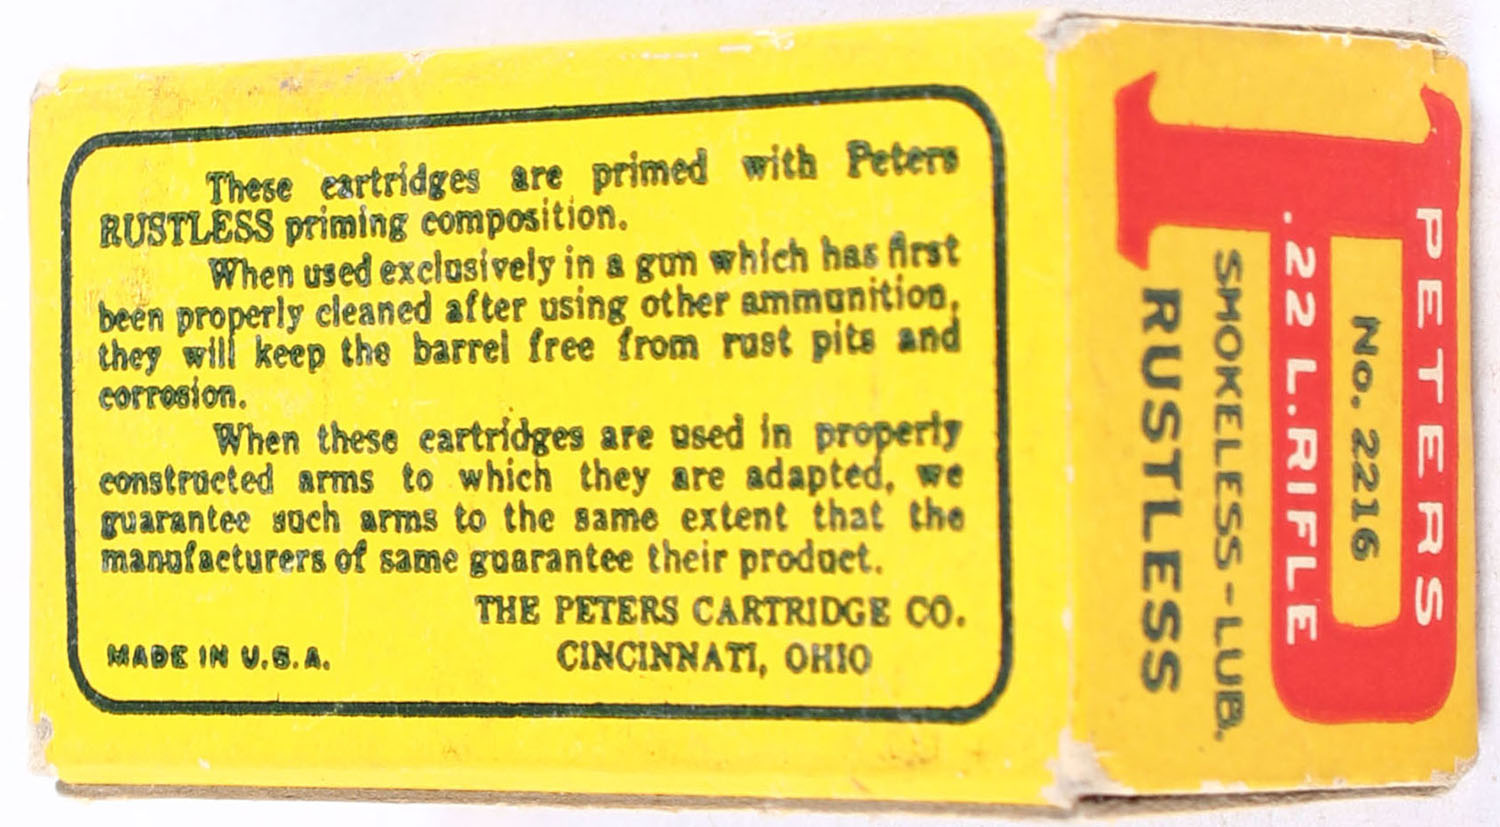 These cartridges are primed with Peters
RUSTLESS priming composition.
When used exclusively in a gun which has first
been properly cleaned after using other ammunition,
they will keep the barrel free from rust pits and
corrosion.
When these cartridges are used in properly
constructed arms to which they are adapted, we
guarantee such arms to the same extent that the
manufacturers of same guarantee their product.
THE PETERS CARTRIDGE CO.
MADE IN U.S.A. CINCINNATI, OHIO
PETERS
No. 2216
.22 L.RIFLE
SMOKELESS-LUB.
RUSTLESS